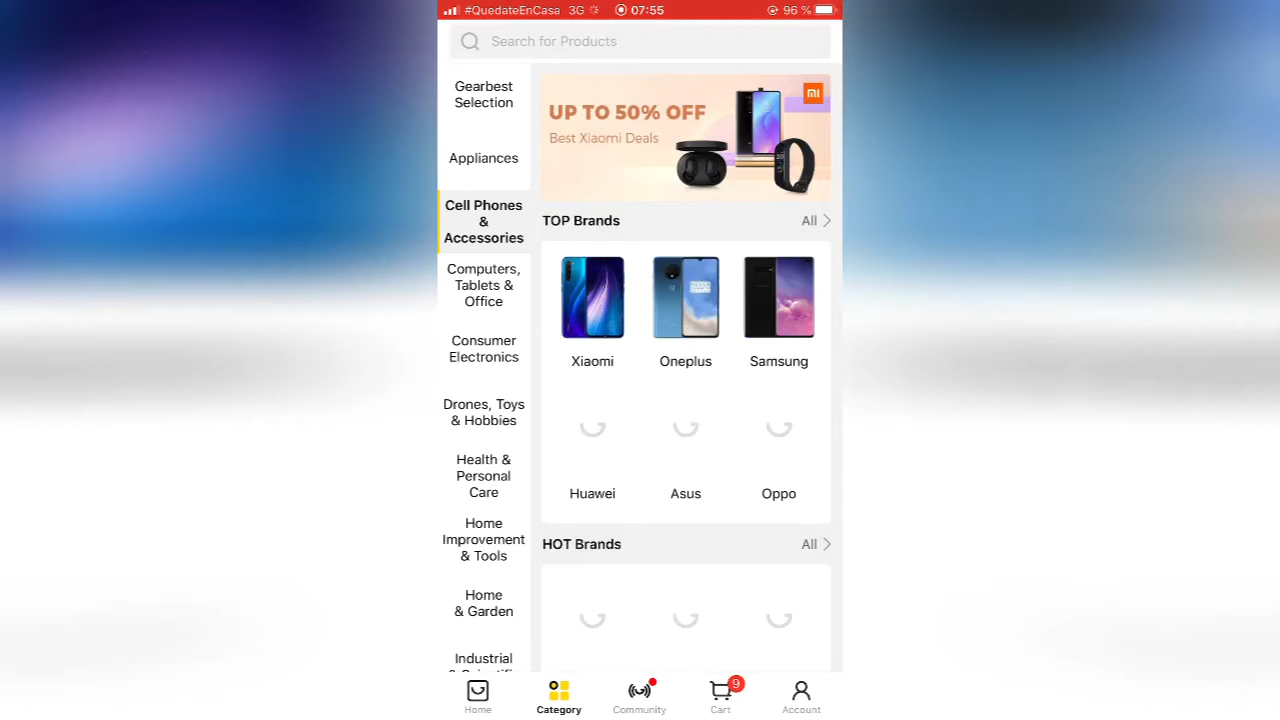 #QuedateEnCasa 3G 07:55 96 %
Search for Products
Gearbest
Selection
Appliances
Cell Phones
&
Accessories
Computers,
Tablets &
Office
Consumer
Electronics
Drones, Toys
& Hobbies
Health &
Personal
Care
Home
Improvement
& Tools
Home
& Garden
Industrial
UP TO 50% OFF
Best Xiaomi Deals
mi
TOP Brands All
Xiaomi Oneplus Samsung
Huawei Asus Oppo
HOT Brands All
Home Category Community 9 Cart Account